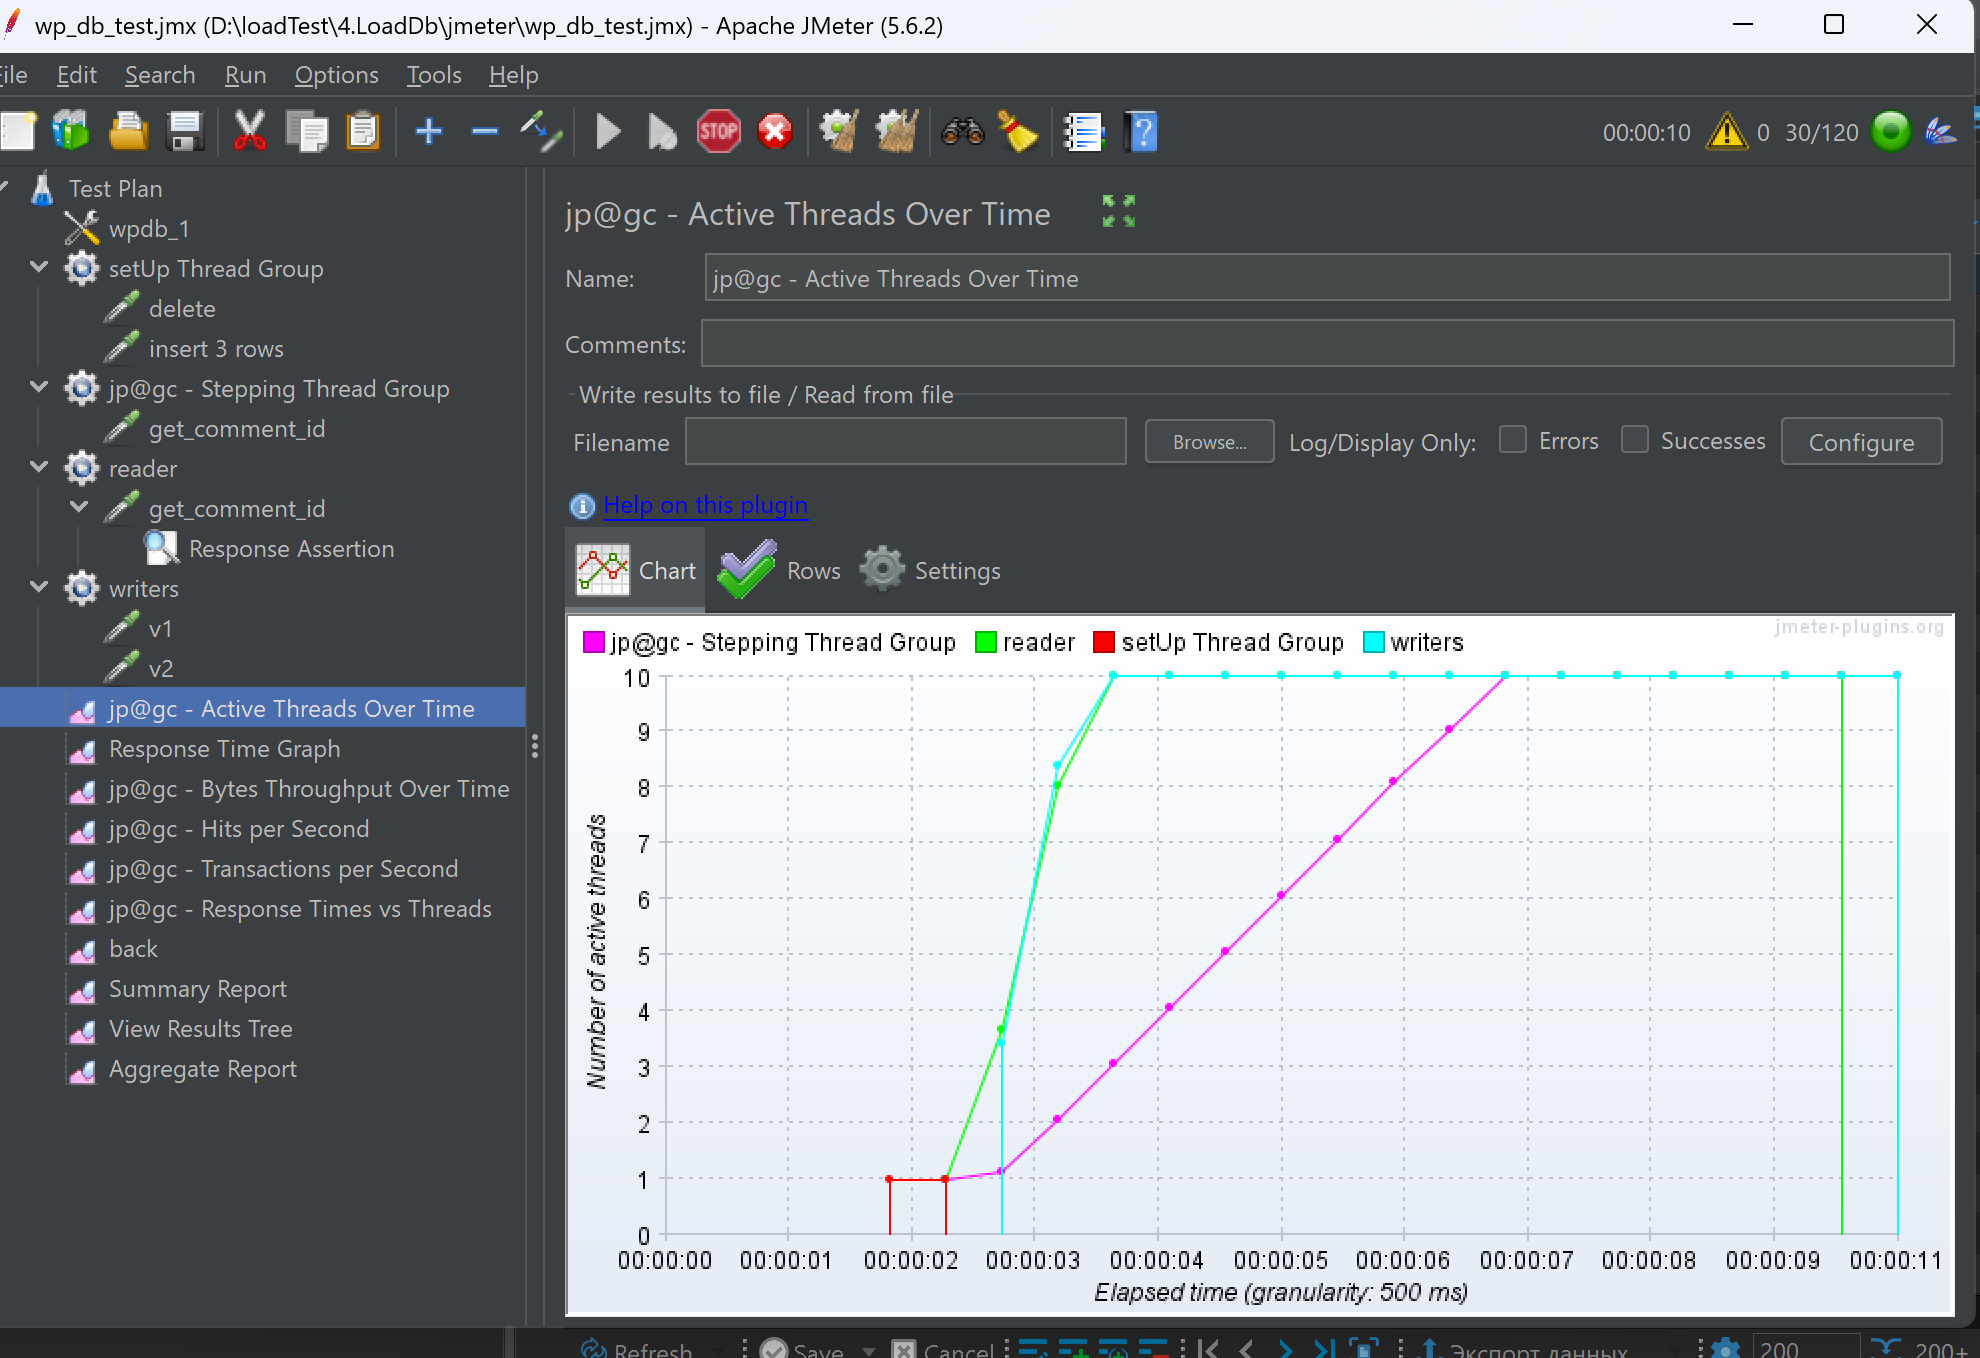 wp_db_test.jmx (D:\loadTest\4.LoadDb\jmeter\wp_db_test.jmx) - Apache JMeter (5.6.2)
File Edit Search Run Options Tools Help
STOP
00:00:10 0 30/120
Test Plan
wpdb_1
setUp Thread Group
delete
insert 3 rows
jp@gc - Stepping Thread Group
get_comment_id
reader
get_comment_id
Response Assertion
writers
v1
v2
jp@gc - Active Threads Over Time
Response Time Graph
jp@gc - Bytes Throughput Over Time
jp@gc - Hits per Second
jp@gc - Transactions per Second
jp@gc - Response Times vs Threads
back
Summary Report
View Results Tree
Aggregate Report
jp@gc - Active Threads Over Time
Name: jp@gc - Active Threads Over Time
Comments:
Write results to file / Read from file
Filename Browse... Log/Display Only: Errors Successes Configure
Help on this plugin
Chart Rows Settings
jp@gc - Stepping Thread Group reader setUp Thread Group writers
jmeter-plugins.org
Number of active threads
10
9
8
7
6
5
4
3
2
1
0
00:00:00 00:00:01 00:00:02 00:00:03 00:00:04 00:00:05 00:00:06 00:00:07 00:00:08 00:00:09 00:00:11
Elapsed time (granularity: 500 ms)
Refresh Save Cancel Экспорт данных 200 200+